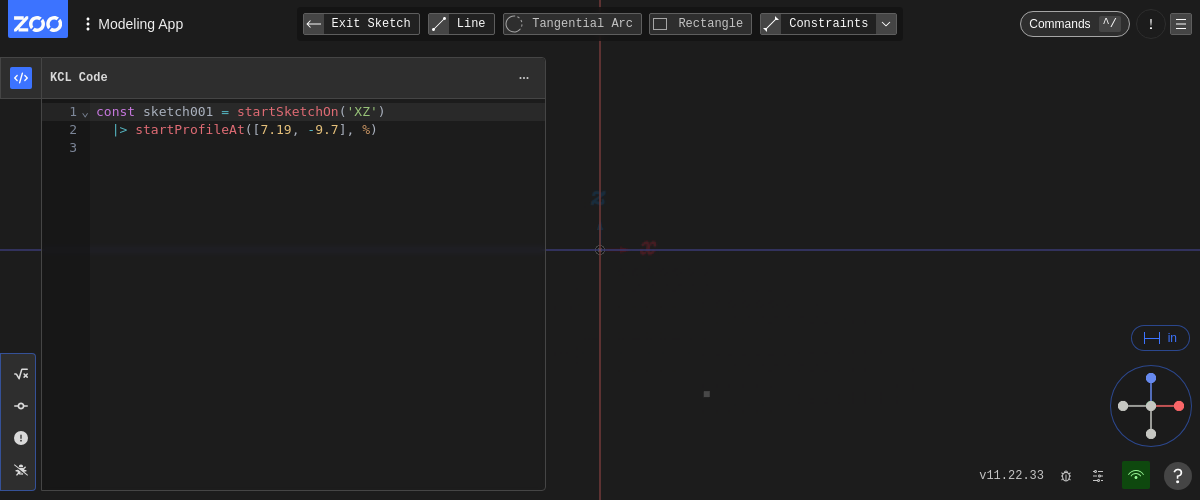 ZOO
Modeling App
Exit Sketch
Line
Tangential Arc
Rectangle
Constraints
Commands ^/
!
KCL Code
...
1 const sketch001 = startSketchOn('XZ')
2 |> startProfileAt([7.19, -9.7], %)
3
z
x
in
v11.22.33
?